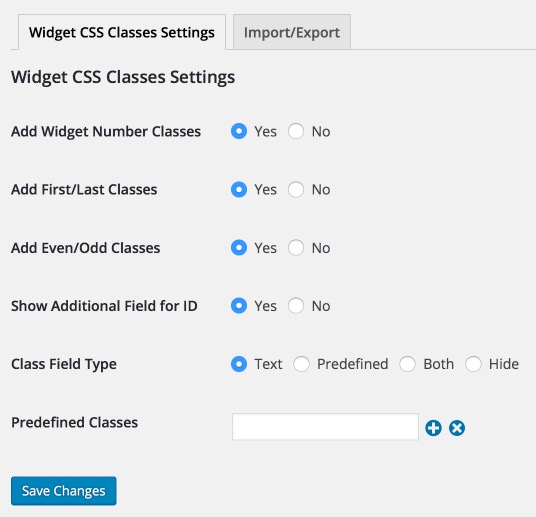 Widget CSS Classes Settings Import/Export
Widget CSS Classes Settings
Add Widget Number Classes Yes No
Add First/Last Classes Yes No
Add Even/Odd Classes Yes No
Show Additional Field for ID Yes No
Class Field Type Text Predefined Both Hide
Predefined Classes
Save Changes